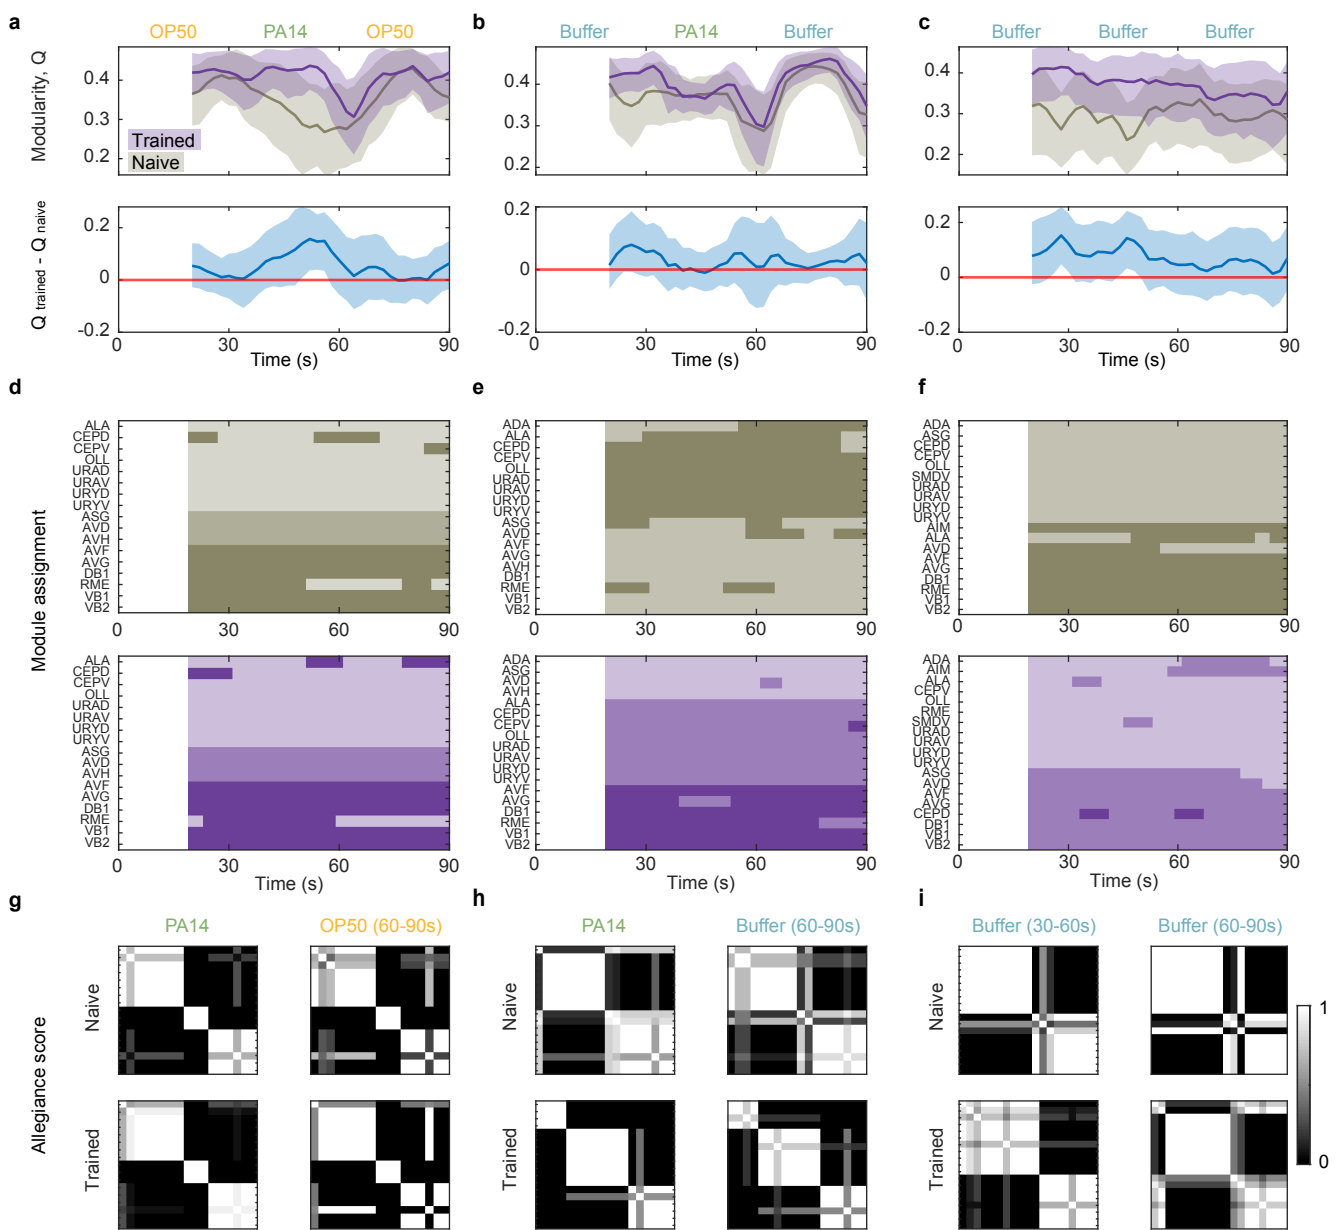 a
OP50
PA14
OP50
Modularity, Q
0.4
0.3
0.2
Trained
Naive
Q trained - Q naive
0.2
0
-0.2
0
30
60
90
Time (s)
b
Buffer
PA14
Buffer
0.4
0.3
0.2
0.2
0
0.2
0
30
60
90
Time (s)
c
Buffer
Buffer
Buffer
0.4
0.3
0.2
0.2
0
-0.2
0
30
60
90
Time (s)
Module assignment
d
ALA
CEPD
CEPV
OLL
URAD
URAV
URYD
URYV
ASG
AVD
AVH
AVF
AVG
DB1
RME
VB1
VB2
0
30
60
90
ALA
CEPD
CEPV
OLL
URAD
URAV
URYD
URYV
ASG
AVD
AVH
AVF
AVG
DB1
RME
VB1
VB2
0
30
60
90
Time (s)
e
ADA
ALA
CEPD
CEPV
OLL
URAD
URAV
URYD
URYV
ASG
AVD
AVF
AVG
AVH
DB1
RME
VB1
VB2
0
30
60
90
ADA
ASG
AVD
AVH
ALA
CEPD
CEPV
OLL
URAD
URAV
URYD
URYV
AVF
AVG
DB1
RME
VB1
VB2
0
30
60
90
Time (s)
f
ADA
ASG
CEPD
CEPV
OLL
SMDV
URAD
URAV
URYD
URYV
AIM
ALA
AVD
AVF
AVG
DB1
RME
VB1
VB2
0
30
60
90
ADA
AIM
ALA
CEPV
OLL
RME
SMDV
URAD
URAV
URYD
URYV
ASG
AVD
AVF
AVG
CEPD
DB1
VB1
VB2
0
30
60
90
Time (s)
Allegiance score
g
PA14
OP50 (60-90s)
Naive
Trained
h
PA14
Buffer (60-90s)
Naive
Trained
i
Buffer (30-60s)
Buffer (60-90s)
Naive
Trained
1
0